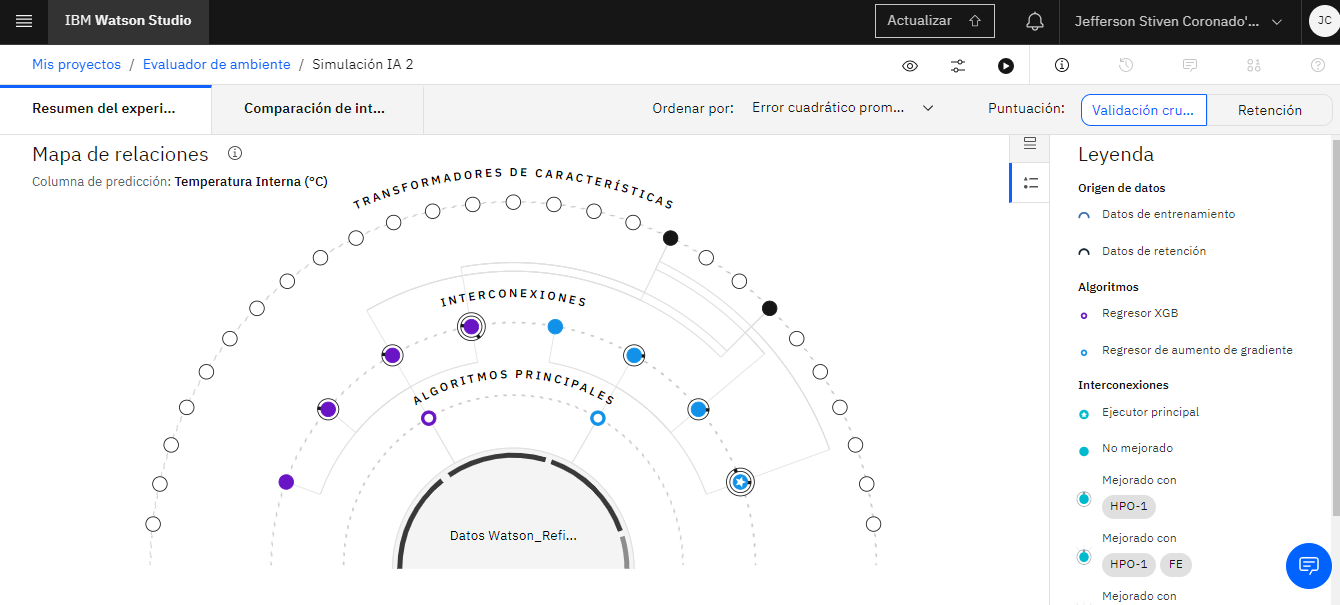 IBM Watson Studio
Actualizar
Jefferson Stiven Coronado'...
JC
Mis proyectos / Evaluador de ambiente / Simulación IA 2
Resumen del experi...
Comparación de int...
Ordenar por: Error cuadrático prom...
Puntuación: Validación cru... Retención
Mapa de relaciones
Columna de predicción: Temperatura Interna (°C)
TRANSFORMADORES DE CARACTERÍSTICAS
INTERCONEXIONES
ALGORITMOS PRINCIPALES
Datos Watson_Refi...
Leyenda
Origen de datos
Datos de entrenamiento
Datos de retención
Algoritmos
Regresor XGB
Regresor de aumento de gradiente
Interconexiones
Ejecutor principal
No mejorado
Mejorado con
HPO-1
Mejorado con
HPO-1 FE
Mejorado con